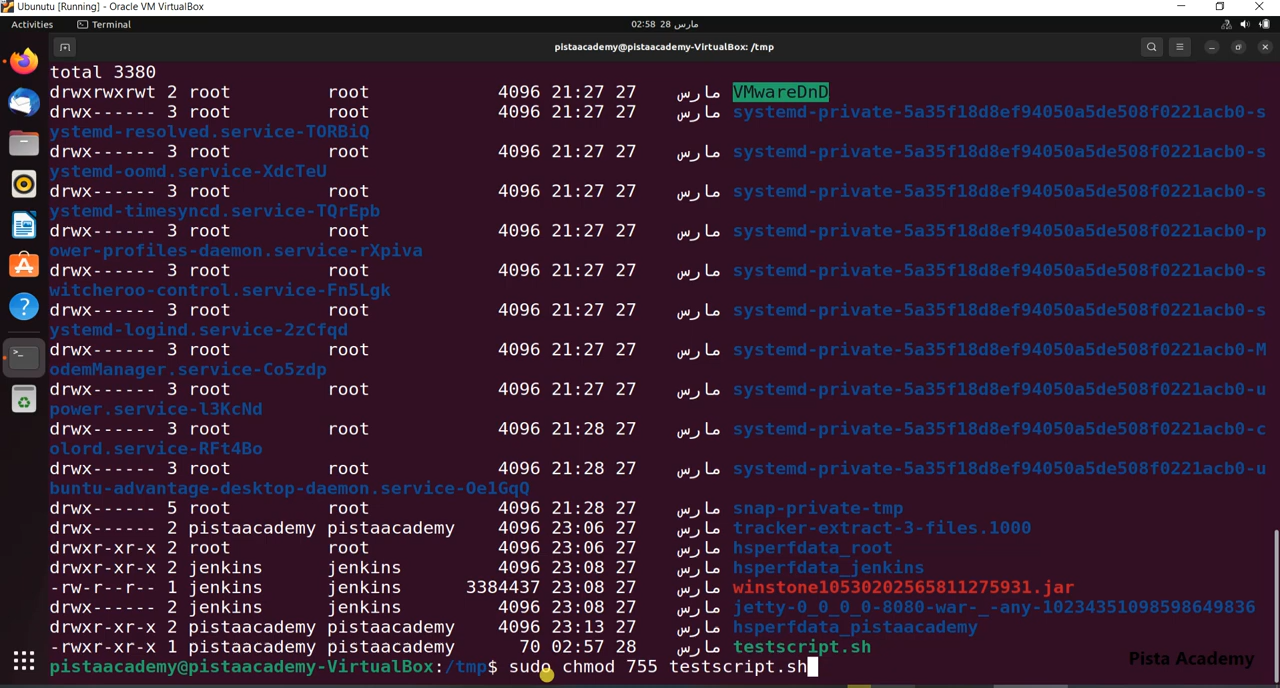 Ubunutu [Running] - Oracle VM VirtualBox
Activities Terminal 02:58 28 مارس
pistaacademy@pistaacademy-VirtualBox: /tmp
total 3380
drwxrwxrwt 2 root root 4096 21:27 27 مارس VMwareDnD
drwx------ 3 root root 4096 21:27 27 مارس systemd-private-5a35f18d8ef94050a5de508f0221acb0-s
ystemd-resolved.service-TORBiQ
drwx------ 3 root root 4096 21:27 27 مارس systemd-private-5a35f18d8ef94050a5de508f0221acb0-s
ystemd-oomd.service-XdcTeU
drwx------ 3 root root 4096 21:27 27 مارس systemd-private-5a35f18d8ef94050a5de508f0221acb0-s
ystemd-timesyncd.service-TQrEpb
drwx------ 3 root root 4096 21:27 27 مارس systemd-private-5a35f18d8ef94050a5de508f0221acb0-p
ower-profiles-daemon.service-rXpiva
drwx------ 3 root root 4096 21:27 27 مارس systemd-private-5a35f18d8ef94050a5de508f0221acb0-s
witcheroo-control.service-Fn5Lgk
drwx------ 3 root root 4096 21:27 27 مارس systemd-private-5a35f18d8ef94050a5de508f0221acb0-s
ystemd-logind.service-2zCfqd
drwx------ 3 root root 4096 21:27 27 مارس systemd-private-5a35f18d8ef94050a5de508f0221acb0-M
odemManager.service-Co5zdp
drwx------ 3 root root 4096 21:27 27 مارس systemd-private-5a35f18d8ef94050a5de508f0221acb0-u
power.service-l3KcNd
drwx------ 3 root root 4096 21:28 27 مارس systemd-private-5a35f18d8ef94050a5de508f0221acb0-c
olord.service-RFt4Bo
drwx------ 3 root root 4096 21:28 27 مارس systemd-private-5a35f18d8ef94050a5de508f0221acb0-u
buntu-advantage-desktop-daemon.service-Oe1GqQ
drwx------ 5 root root 4096 21:28 27 مارس snap-private-tmp
drwx------ 2 pistaacademy pistaacademy 4096 23:06 27 مارس tracker-extract-3-files.1000
drwxr-xr-x 2 root root 4096 23:06 27 مارس hsperfdata_root
drwxr-xr-x 2 jenkins jenkins 4096 23:08 27 مارس hsperfdata_jenkins
-rw-r--r-- 1 jenkins jenkins 3384437 23:08 27 مارس winstone10530202565811275931.jar
drwx------ 2 jenkins jenkins 4096 23:08 27 مارس jetty-0_0_0_0-8080-war-_-any-10234351098598649836
drwxr-xr-x 2 pistaacademy pistaacademy 4096 23:13 27 مارس hsperfdata_pistaacademy
-rwxr-xr-x 1 pistaacademy pistaacademy 70 02:57 28 مارس testscript.sh
pistaacademy@pistaacademy-VirtualBox:/tmp$ sudo chmod 755 testscript.sh
Pista Academy